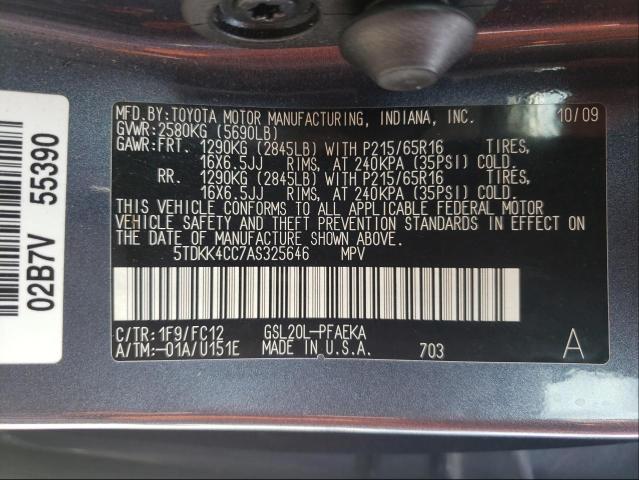 MFD.BY:TOYOTA MOTOR MANUFACTURING, INDIANA, INC. 10/09
GVWR:2580KG (5690LB)
GAWR:FRT. 1290KG (2845LB) WITH P215/65R16 TIRES,
16X6.5JJ RIMS, AT 240KPA (35PSI) COLD.
RR. 1290KG (2845LB) WITH P215/65R16 TIRES,
16X6.5JJ RIMS, AT 240KPA (35PSI) COLD.
THIS VEHICLE CONFORMS TO ALL APPLICABLE FEDERAL MOTOR
VEHICLE SAFETY AND THEFT PREVENTION STANDARDS IN EFFECT ON
THE DATE OF MANUFACTURE SHOWN ABOVE.
5TDKK4CC7AS325646 MPV
C/TR:1F9/FC12 GSL20L-PFAEKA
A/TM:-01A/U151E MADE IN U.S.A. 703 A
02B7V 55390